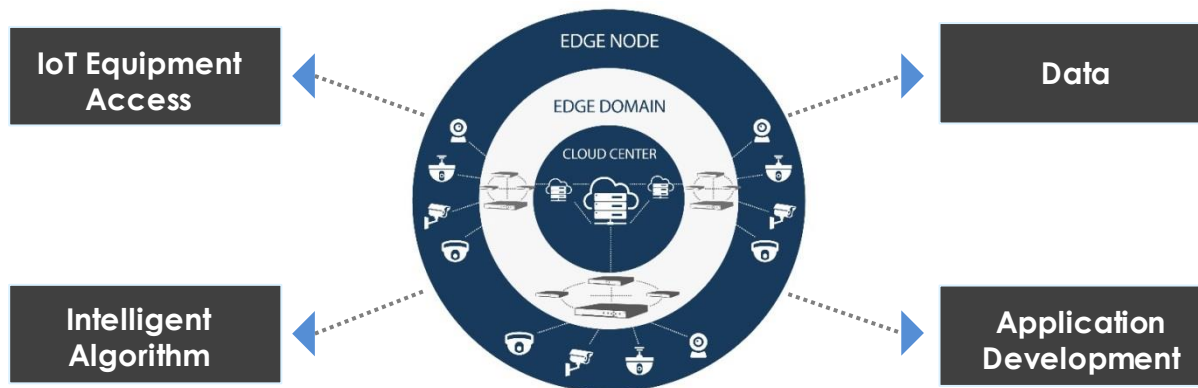 IoT Equipment
Access
EDGE NODE
EDGE DOMAIN
CLOUD CENTER
Data
Intelligent
Algorithm
Application
Development